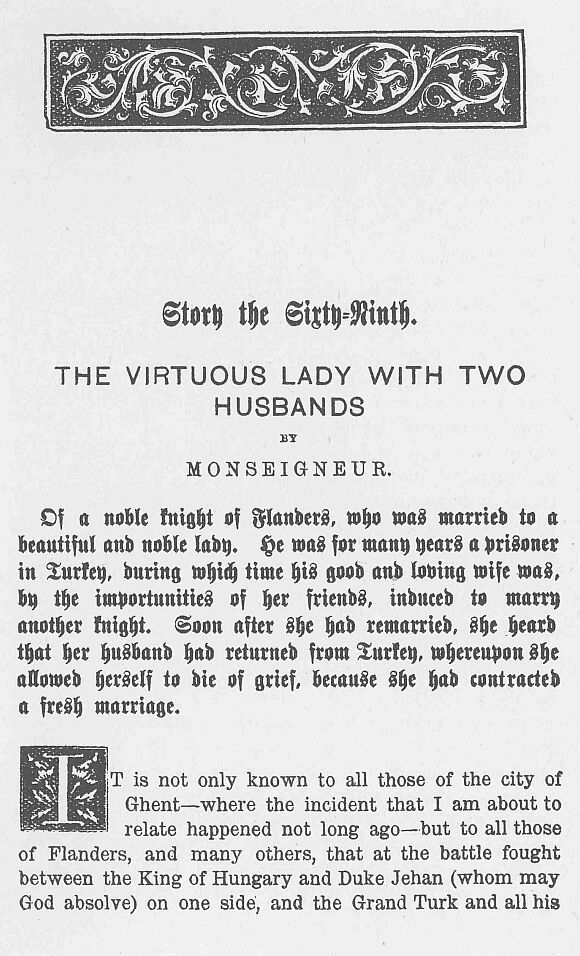 Story the Sixty-Ninth.
THE VIRTUOUS LADY WITH TWO
HUSBANDS
BY
MONSEIGNEUR.
Of a noble knight of Flanders, who was married to a
beautiful and noble lady. He was for many years a prisoner
in Turkey, during which time his good and loving wife was,
by the importunities of her friends, induced to marry
another knight. Soon after she had remarried, she heard
that her husband had returned from Turkey, whereupon she
allowed herself to die of grief, because she had contracted
a fresh marriage.
IT is not only known to all those of the city of
Ghent—where the incident that I am about to
relate happened not long ago—but to all those
of Flanders, and many others, that at the battle fought
between the King of Hungary and Duke Jehan (whom may
God absolve) on one side, and the Grand Turk and all his